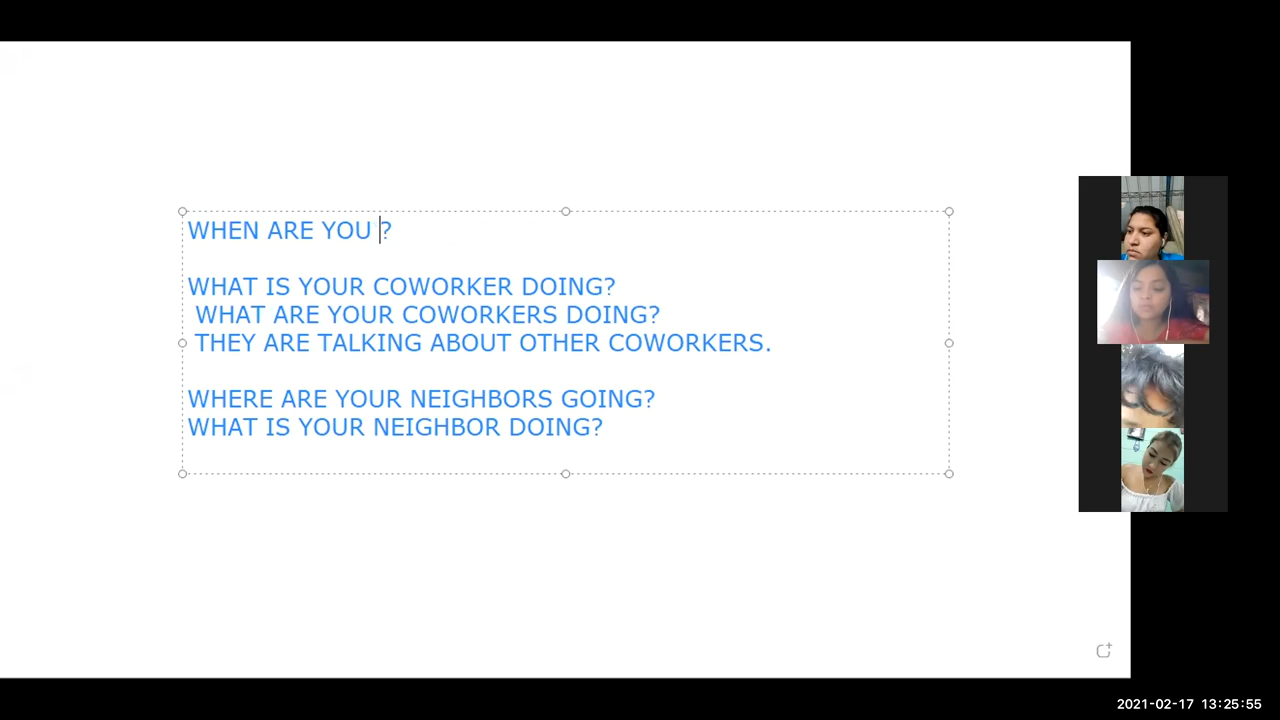 WHEN ARE YOU ?
WHAT IS YOUR COWORKER DOING?
WHAT ARE YOUR COWORKERS DOING?
THEY ARE TALKING ABOUT OTHER COWORKERS.
WHERE ARE YOUR NEIGHBORS GOING?
WHAT IS YOUR NEIGHBOR DOING?
2021-02-17 13:25:55